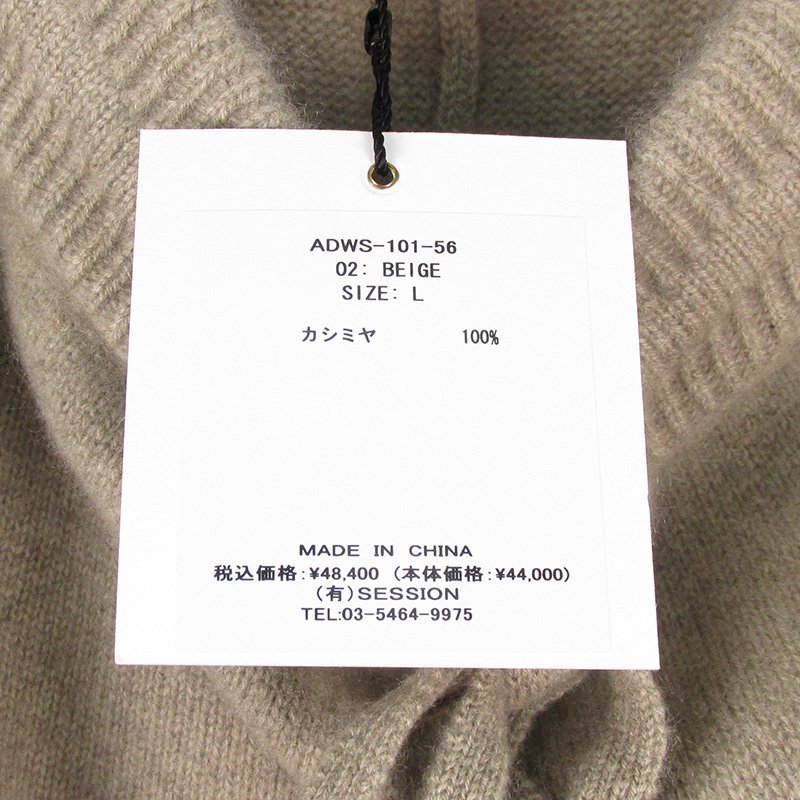 ADWS-101-56
02: BEIGE
SIZE: L
カシミヤ 100%
MADE IN CHINA
税込価格:¥48,400 (本体価格:¥44,000)
(有)SESSION
TEL:03-5464-9975